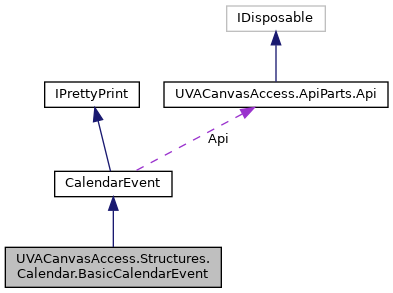 IDisposable
IPrettyPrint
UVACanvasAccess.ApiParts.Api
Api
CalendarEvent
UVACanvasAccess.Structures.
Calendar.BasicCalendarEvent